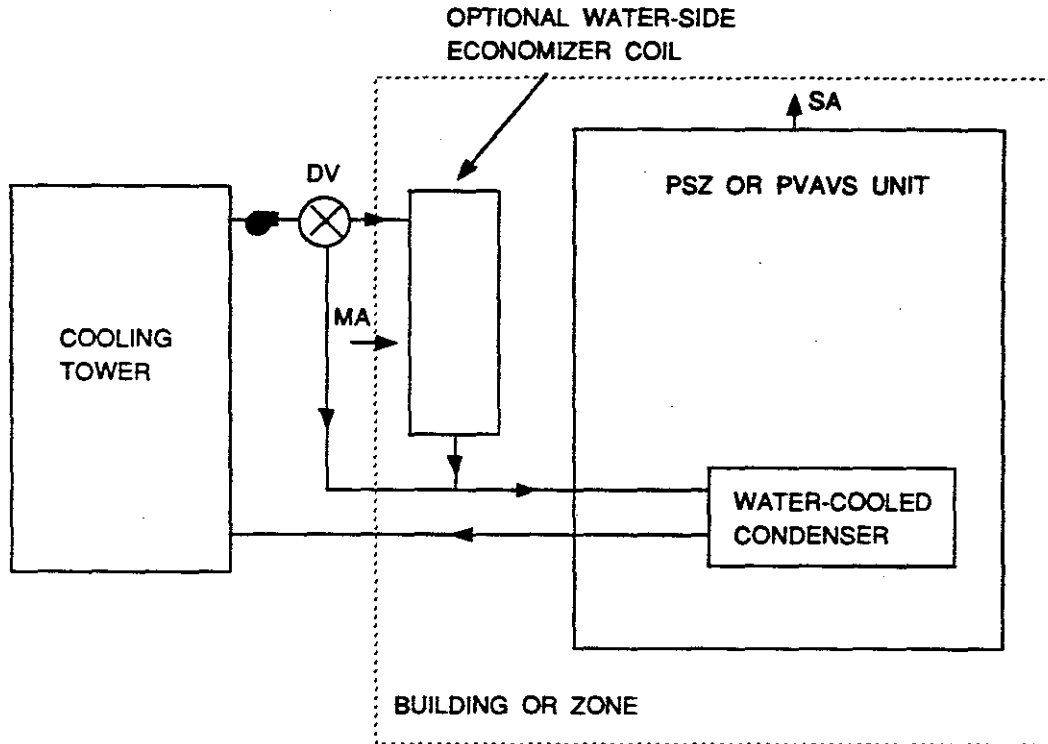 OPTIONAL WATER-SIDE
ECONOMIZER COIL
SA
DV
PSZ OR PVAVS UNIT
MA
COOLING
TOWER
WATER-COOLED
CONDENSER
BUILDING OR ZONE